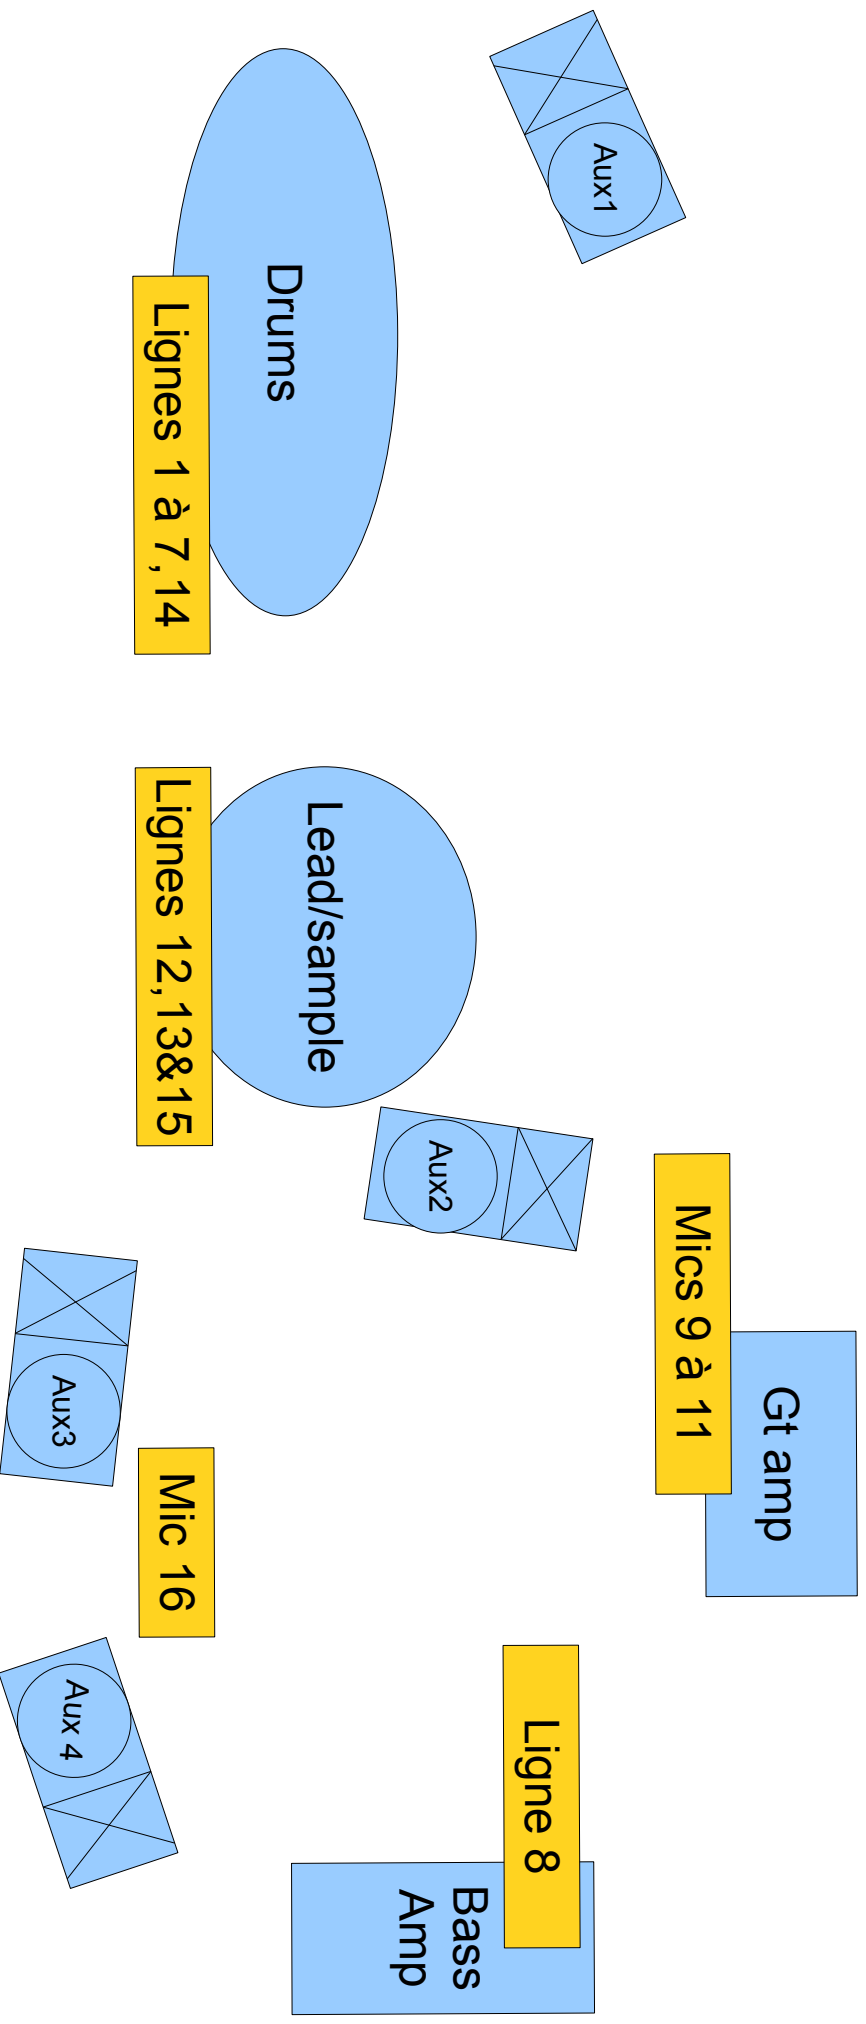 Gt amp
Mics 9 à 11
Aux1
Ligne 8
Bass
Amp
Aux2
Lead/sample
Drums
Lignes 1 à 7,14
Lignes 12,13&15
Mic 16
Aux3
Aux 4